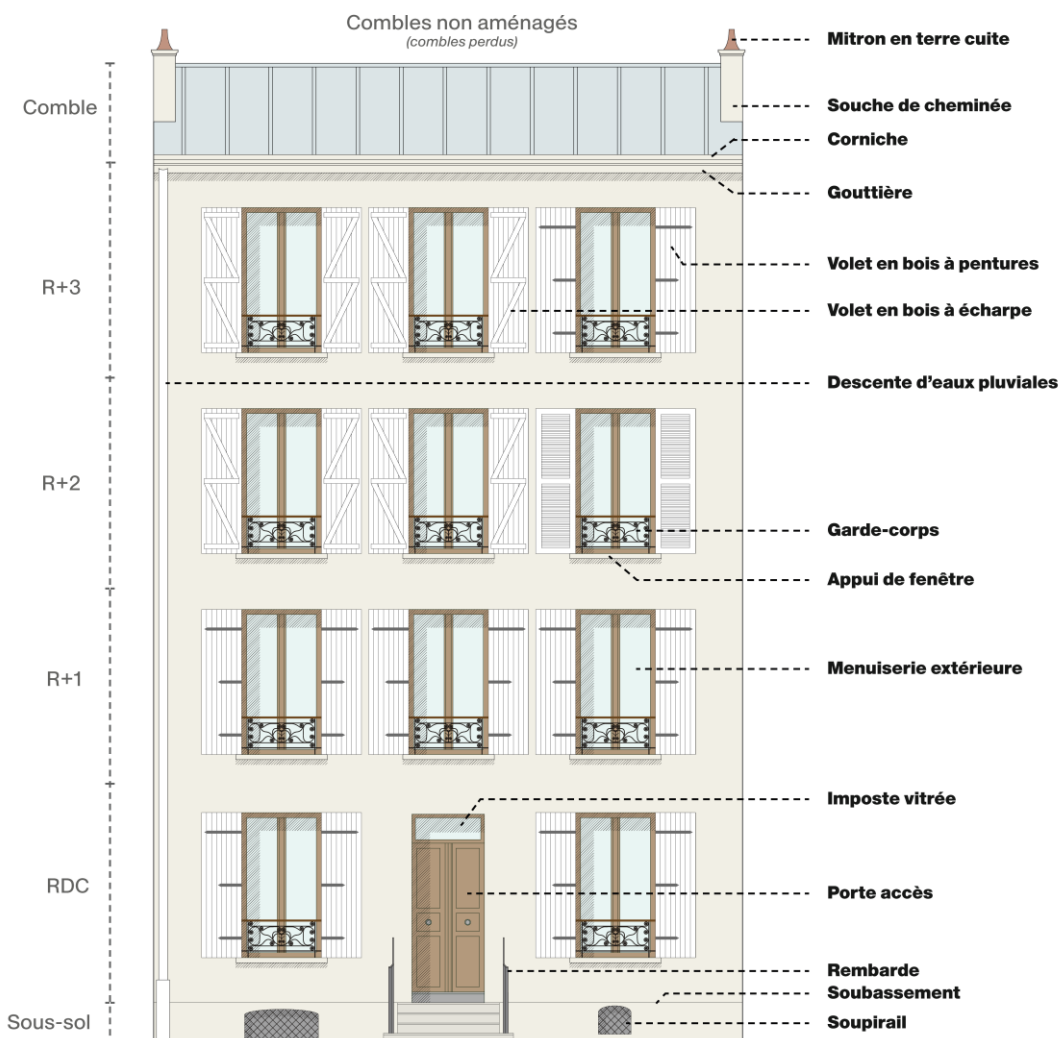 Combles non aménagés
(combles perdus)
Mitron en terre cuite
Comble
Souche de cheminée
Corniche
Gouttière
Volet en bois à pentures
R+3
Volet en bois à écharpe
Descente d'eaux pluviales
R+2
Garde-corps
Appui de fenêtre
R+1
Menuiserie extérieure
Imposte vitrée
RDC
Porte accès
Rembarde
Soubassement
Sous-sol
Soupirail